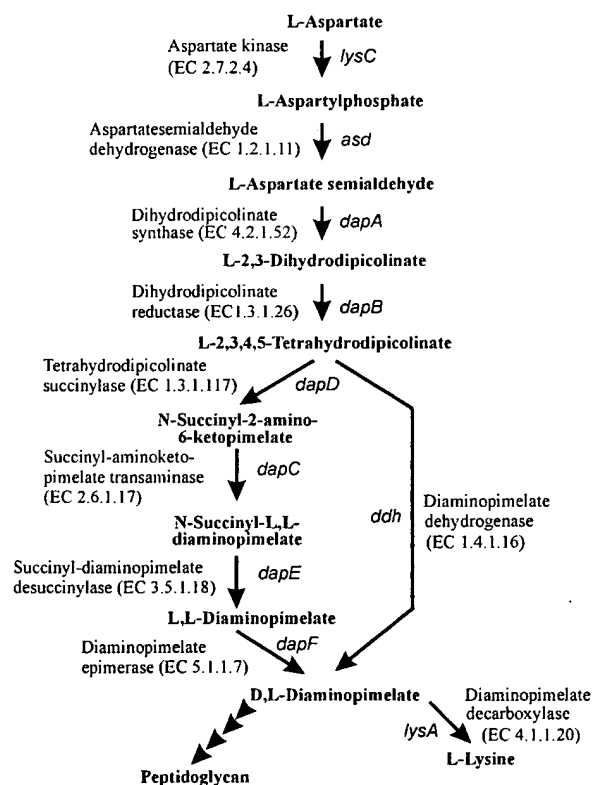 L-Aspartate
Aspartate kinase
(EC 2.7.2.4)
lysC
L-Aspartylphosphate
Aspartatesemialdehyde
dehydrogenase (EC 1.2.1.11)
asd
L-Aspartate semialdehyde
Dihydrodipicolinate
synthase (EC 4.2.1.52)
dapA
L-2,3-Dihydrodipicolinate
Dihydrodipicolinate
reductase (EC1.3.1.26)
dapB
L-2,3,4,5-Tetrahydrodipicolinate
Tetrahydrodipicolinate
succinylase (EC 1.3.1.117)
dapD
N-Succinyl-2-amino-
6-ketopimelate
Succinyl-aminoketo-
pimelate transaminase
(EC 2.6.1.17)
dapC
ddh
Diaminopimelate
dehydrogenase
(EC 1.4.1.16)
N-Succinyl-L,L-
diaminopimelate
Succinyl-diaminopimelate
desuccinylase (EC 3.5.1.18)
dapE
L,L-Diaminopimelate
Diaminopimelate
epimerase (EC 5.1.1.7)
dapF
D,L-Diaminopimelate
Diaminopimelate
decarboxylase
(EC 4.1.1.20)
lysA
L-Lysine
Peptidoglycan